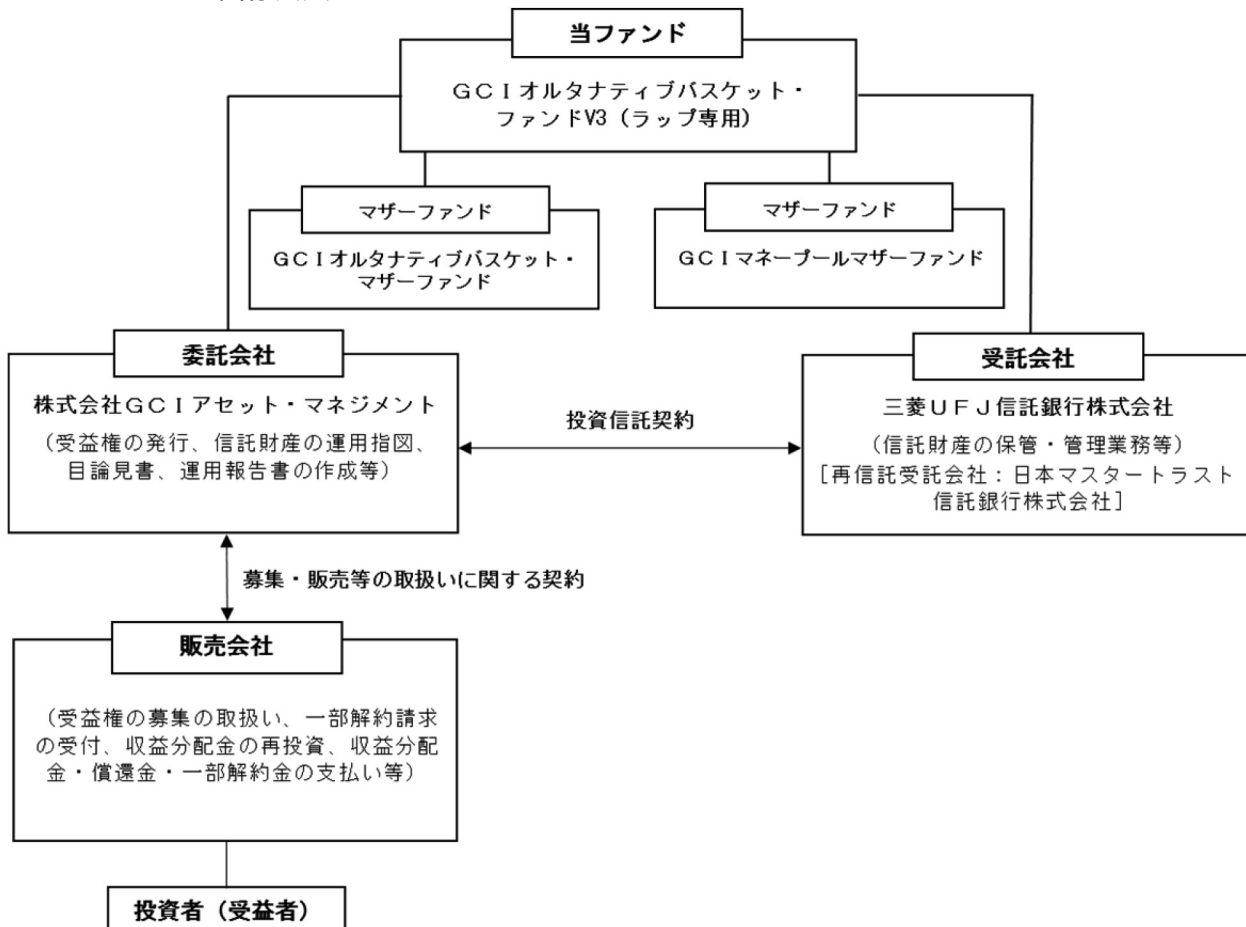 当ファンド
ＧＣＩオルタナティブバスケット・
ファンドV3（ラップ専用）
マザーファンド
ＧＣＩオルタナティブバスケット・
マザーファンド
マザーファンド
ＧＣＩマネープールマザーファンド
委託会社
株式会社ＧＣＩアセット・マネジメント
（受益権の発行、信託財産の運用指図、
目論見書、運用報告書の作成等）
投資信託契約
受託会社
三菱ＵＦＪ信託銀行株式会社
（信託財産の保管・管理業務等）
［再信託受託会社：日本マスタートラスト
信託銀行株式会社］
募集・販売等の取扱いに関する契約
販売会社
（受益権の募集の取扱い、一部解約請求
の受付、収益分配金の再投資、収益分配
金・償還金・一部解約金の支払い等）
投資者（受益者）